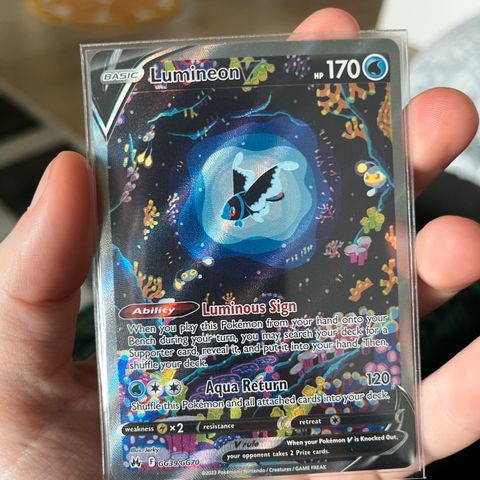 BASIC Lumineon V HP 170
Ability Luminous Sign
When you play this Pokémon from your hand onto your
Bench during your turn, you may search your deck for a
Supporter card, reveal it, and put it into your hand. Then,
shuffle your deck.
Aqua Return 120
Shuffle this Pokémon and all attached cards into your deck.
weakness ×2 resistance retreat
V rule When your Pokémon V is Knocked Out,
your opponent takes 2 Prize cards.
Illus. Jerky
F GG39/GG70
©2023 Pokémon / Nintendo / Creatures / GAME FREAK